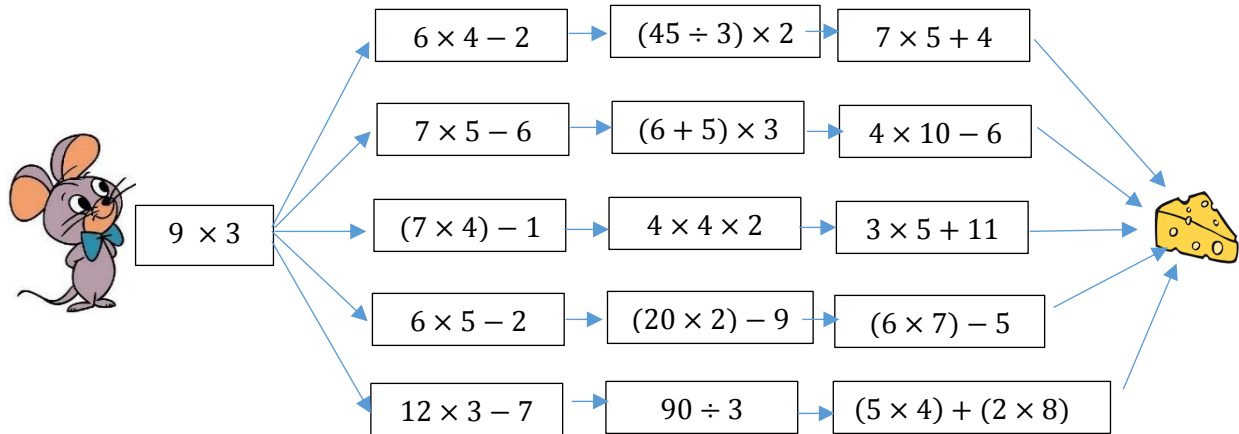 6 × 4 − 2
(45 ÷ 3) × 2
7 × 5 + 4
7 × 5 − 6
(6 + 5) × 3
4 × 10 − 6
9 × 3
(7 × 4) − 1
4 × 4 × 2
3 × 5 + 11
6 × 5 − 2
(20 × 2) − 9
(6 × 7) − 5
12 × 3 − 7
90 ÷ 3
(5 × 4) + (2 × 8)